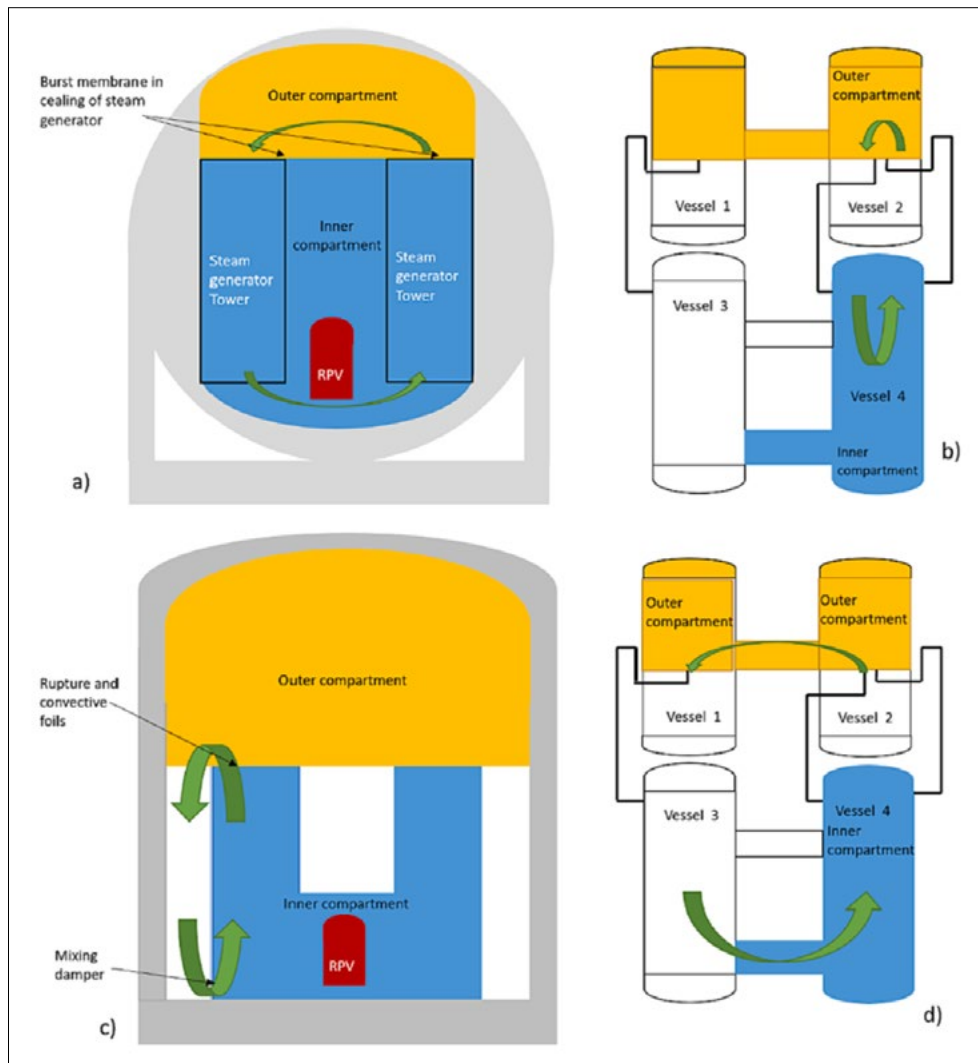 Burst membrane in
cealing of steam
generator
Outer compartment
Inner
compartment
Steam
generator
Tower
Steam
generator
Tower
RPV
a)
Outer
compartment
Vessel 1
Vessel 2
Vessel 3
Vessel 4
Inner
compartment
b)
Outer compartment
Rupture and
convective
foils
Inner compartment
RPV
Mixing
damper
c)
Outer
compartment
Outer
compartment
Vessel 1
Vessel 2
Vessel 3
Vessel 4
Inner
compartment
d)